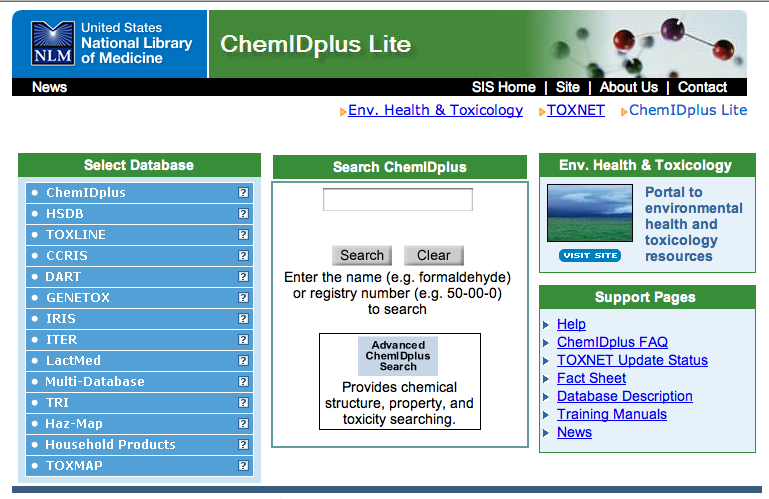 United States
National Library
of Medicine
NLM
ChemIDplus Lite
News
SIS Home | Site | About Us | Contact
Env. Health & Toxicology TOXNET ChemIDplus Lite
Select Database
ChemIDplus ?
HSDB ?
TOXLINE ?
CCRIS ?
DART ?
GENETOX ?
IRIS ?
ITER ?
LactMed ?
Multi-Database ?
TRI ?
Haz-Map ?
Household Products ?
TOXMAP ?
Search ChemIDplus
Search Clear
Enter the name (e.g. formaldehyde)
or registry number (e.g. 50-00-0)
to search
Advanced
ChemIDplus
Search
Provides chemical
structure, property, and
toxicity searching.
Env. Health & Toxicology
Portal to
environmental
health and
toxicology
resources
VISIT SITE
Support Pages
Help
ChemIDplus FAQ
TOXNET Update Status
Fact Sheet
Database Description
Training Manuals
News